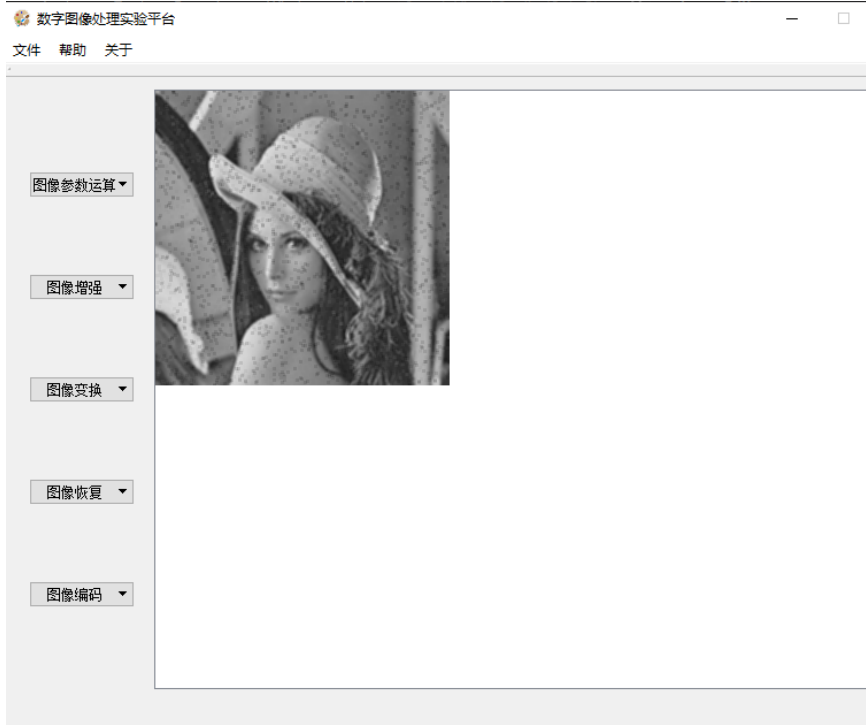 数字图像处理实验平台
文件 帮助 关于
图像参数运算
图像增强
图像变换
图像恢复
图像编码